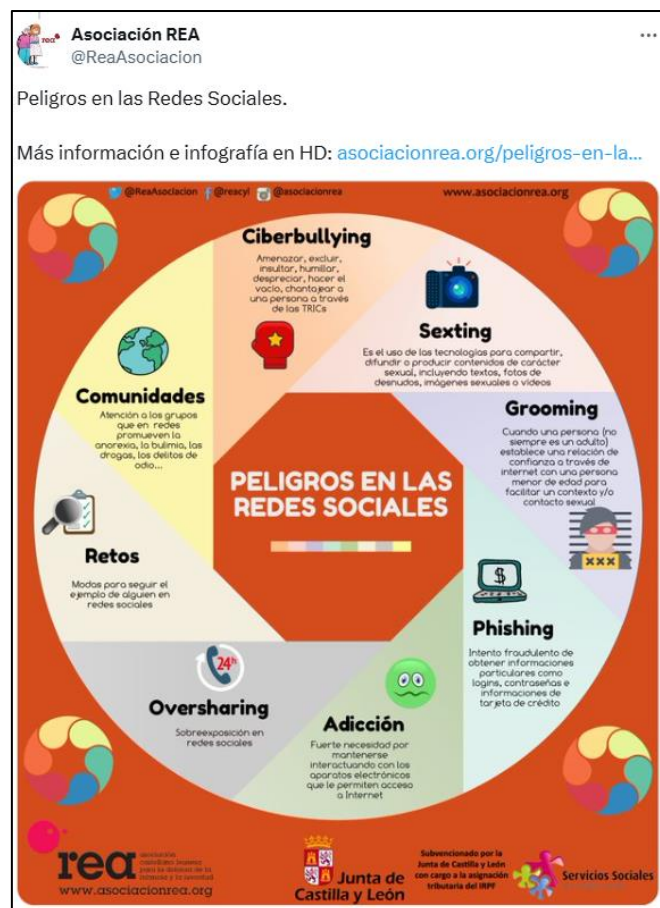 Asociación REA
@ReaAsociacion
Peligros en las Redes Sociales.
Más información e infografía en HD: asociacionrea.org/peligros-en-la...
@ReaAsociacion @reacyl @asociacionrea
www.asociacionrea.org
Ciberbullying
Amenazar, excluir,
insultar, humillar,
despreciar, hacer el
vacío, chantajear a
una persona a través
de las TRICs
Sexting
Es el uso de las tecnologías para compartir,
difundir o producir contenidos de carácter
sexual, incluyendo textos, fotos de
desnudos, imágenes sexuales o vídeos
Grooming
Cuando una persona (no
siempre es un adulto)
establece una relación de
confianza a través de
internet con una persona
menor de edad para
facilitar un contexto y/o
contacto sexual
XXX
$
Phishing
Intento fraudulento de
obtener informaciones
particulares como
logins, contraseñas e
informaciones de
tarjeta de crédito
Adicción
Fuerte necesidad por
mantenerse
interactuando con los
aparatos electrónicos
que le permiten acceso
a Internet
24h
Oversharing
Sobreexposición en
redes sociales
Retos
Modas para seguir el
ejemplo de alguien en
redes sociales
Comunidades
Atención a los grupos
que en redes
promueven la
anorexia, la bulimia, las
drogas, los delitos de
odio...
PELIGROS EN LAS
REDES SOCIALES
rea
www.asociacionrea.org
Junta de
Castilla y León
Subvencionado por la
Junta de Castilla y León
con cargo a la asignación
tributaria del IRPF
Servicios Sociales